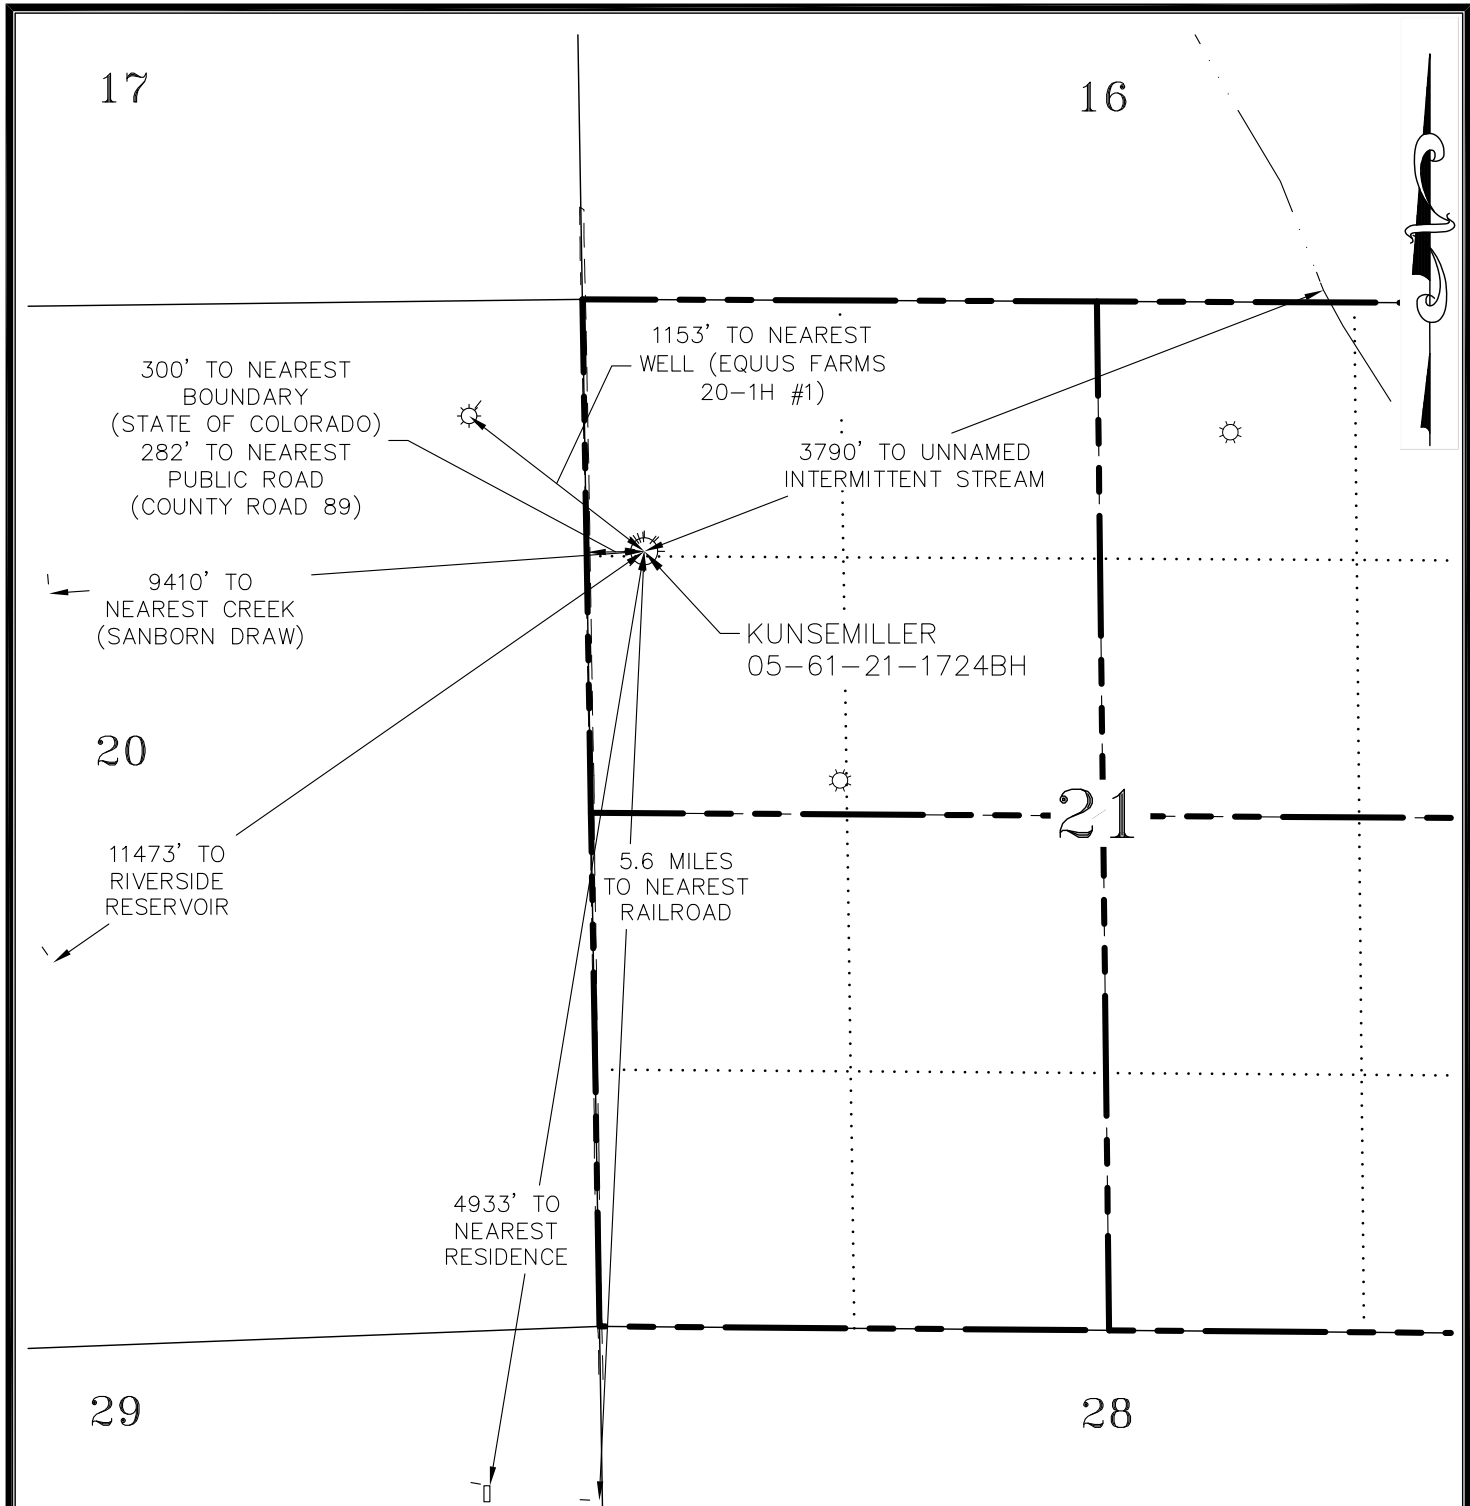 17
16
1153' TO NEAREST
WELL (EQUUS FARMS
20-1H #1)
300' TO NEAREST
BOUNDARY
(STATE OF COLORADO)
282' TO NEAREST
PUBLIC ROAD
(COUNTY ROAD 89)
3790' TO UNNAMED
INTERMITTENT STREAM
9410' TO
NEAREST CREEK
(SANBORN DRAW)
KUNSEMILLER
05-61-21-1724BH
20
21
11473' TO
RIVERSIDE
RESERVOIR
5.6 MILES
TO NEAREST
RAILROAD
4933' TO
NEAREST
RESIDENCE
29
28